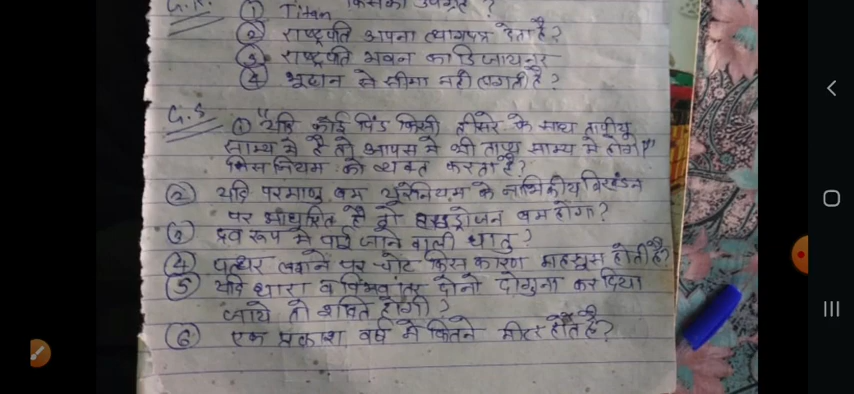 G.K. ① Titan किसका उपग्रह ?
② राष्ट्रपति अपना त्यागपत्र देता है?
③ राष्ट्रपति भवन का डिजायनर
④ भूटान से सीमा नही लगती है?
G.S ① "यदि कोई पिंड किसी तीसरे के साथ तापीय
साम्य मे है तो आपस मे भी ताप साम्य मे होंगे"
किस नियम को व्यक्त करता है?
② यदि परमाणु बम यूरेनियम के नाभिकीय विखंडन
पर आधारित है तो हाइड्रोजन बम होगा?
③ द्रव रूप मे पाई जाने वाली धातु?
④ पत्थर लगने पर चोट किस कारण महसूस होती है?
⑤ यदि धारा व विभवांतर दोनो दोगुना कर दिया
जाये तो शक्ति होगी?
⑥ एक प्रकाश वर्ष मे कितने मीटर होते है?